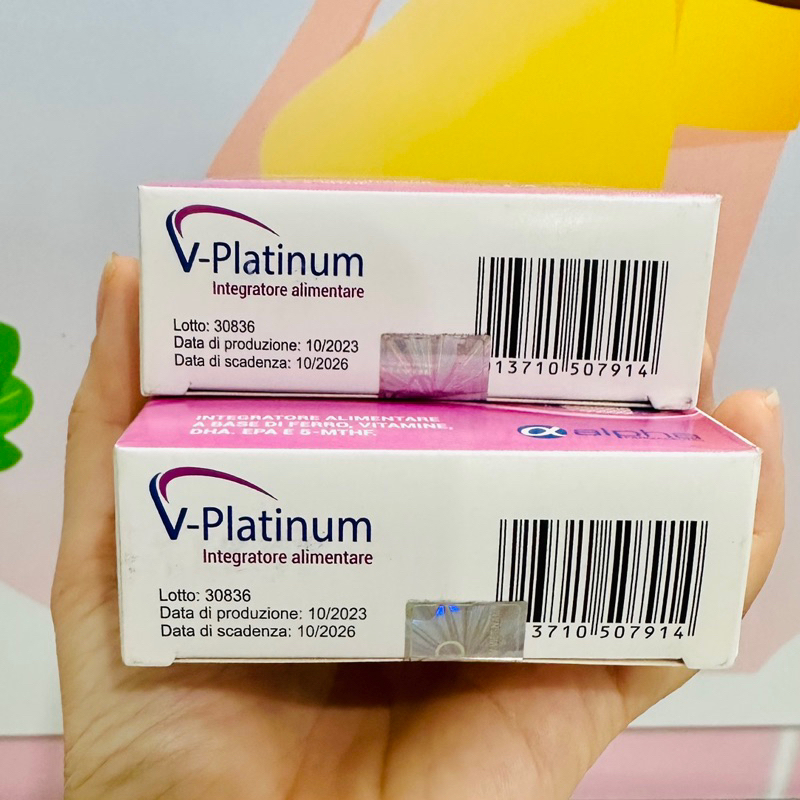 V-Platinum
Integratore alimentare
Lotto: 30836
Data di produzione: 10/2023
Data di scadenza: 10/2026
13710 507914
INTEGRATORE ALIMENTARE
A BASE DI FERRO, VITAMINE,
DHA, EPA E 5-MTHF.
alpha
V-Platinum
Integratore alimentare
Lotto: 30836
Data di produzione: 10/2023
Data di scadenza: 10/2026
3710 507914